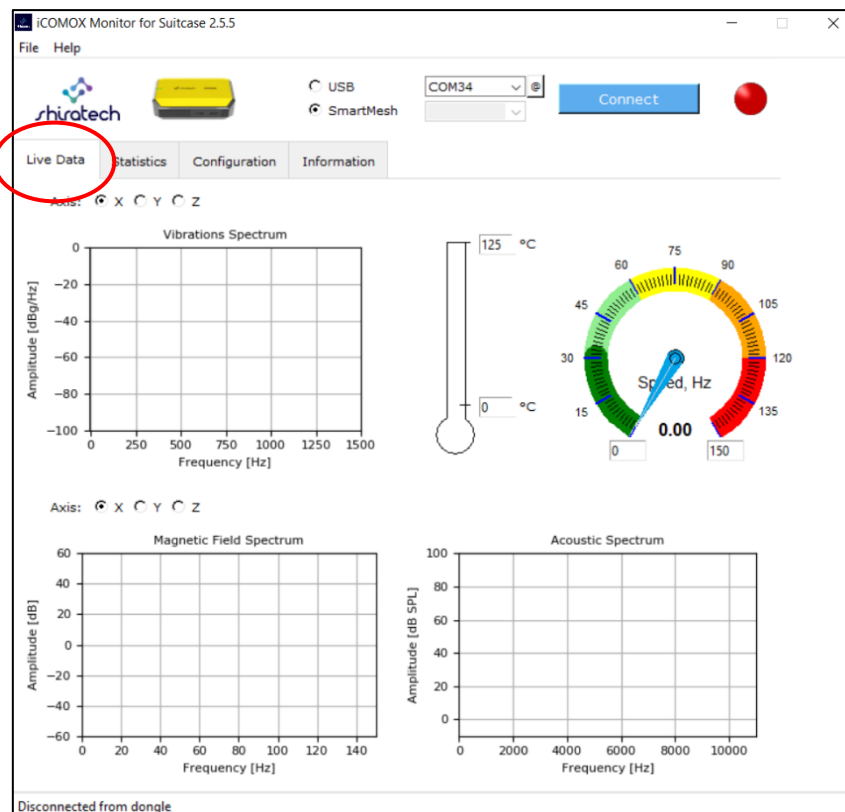 iCOMOX Monitor for Suitcase 2.5.5
File Help
shiratech
USB
SmartMesh
COM34
@
Connect
Live Data Statistics Configuration Information
Axis: X Y Z
Vibrations Spectrum
Amplitude [dBg/Hz]
0
−20
−40
−60
−80
−100
0 250 500 750 1000 1250 1500
Frequency [Hz]
125 °C
0 °C
0 15 30 45 60 75 90 105 120 135 150
Speed, Hz
0.00
Axis: X Y Z
Magnetic Field Spectrum
Amplitude [dB]
60
40
20
0
−20
−40
−60
0 20 40 60 80 100 120 140
Frequency [Hz]
Acoustic Spectrum
Amplitude [dB SPL]
100
80
60
40
20
0
0 2000 4000 6000 8000 10000
Frequency [Hz]
Disconnected from dongle